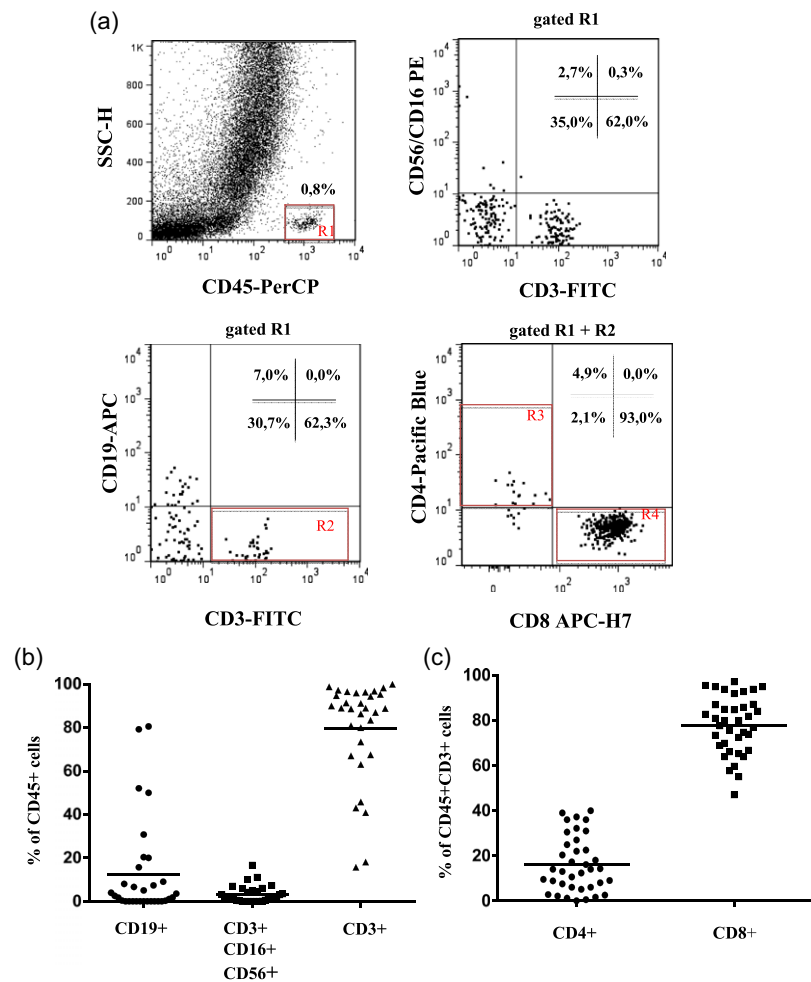 (a)
gated R1
1K
800
600
400
200
0
SSC-H
0,8%
R1
10^0 10^1 10^2 10^3 10^4
CD45-PerCP
10^4
10^3
10^2
10^1
10^0
CD56/CD16 PE
2,7% 0,3%
35,0% 62,0%
10^0 10^1 10^2 10^3 10^4
CD3-FITC
gated R1
10^4
10^3
10^2
10^1
10^0
CD19-APC
7,0% 0,0%
30,7% 62,3%
R2
10^0 10^1 10^2 10^3 10^4
CD3-FITC
gated R1 + R2
10^4
10^3
10^2
10^1
10^0
CD4-Pacific Blue
4,9% 0,0%
2,1% 93,0%
R3
R4
0 10^2 10^3
CD8 APC-H7
(b)
100
80
60
40
20
0
% of CD45+ cells
CD19+ CD3+ CD3+
CD16+
CD56+
(c)
100
80
60
40
20
0
% of CD45+CD3+ cells
CD4+ CD8+